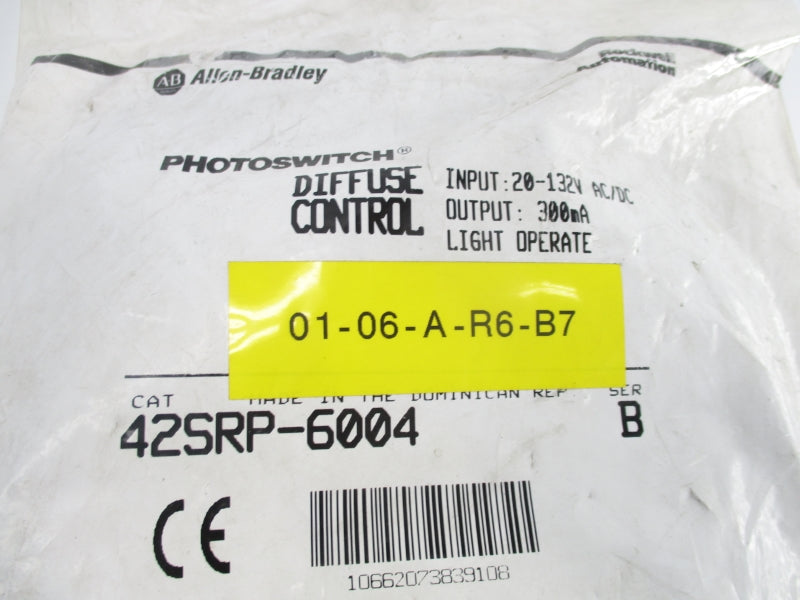 AB Allen-Bradley
Rockwell Automation
PHOTOSWITCH®
DIFFUSE CONTROL
INPUT: 20-132V AC/DC
OUTPUT: 300mA
LIGHT OPERATE
01-06-A-R6-B7
CAT MADE IN THE DOMINICAN REP SER
42SRP-6004 B
CE
10662073839108